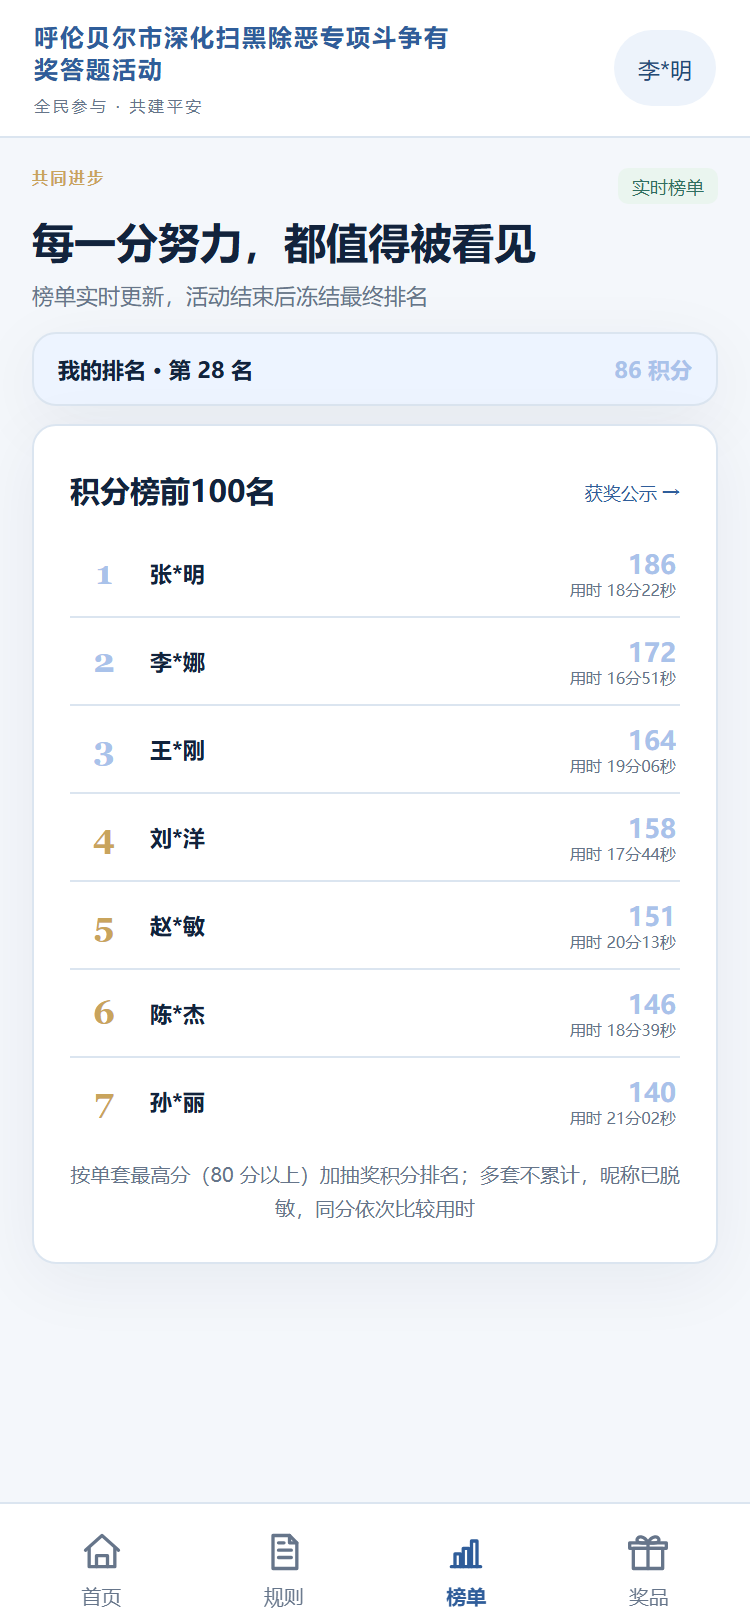 呼伦贝尔市深化扫黑除恶专项斗争有
奖答题活动
全民参与 · 共建平安
李*明
共同进步
实时榜单
每一分努力，都值得被看见
榜单实时更新，活动结束后冻结最终排名
我的排名 • 第 28 名
86 积分
积分榜前100名
获奖公示 →
1 张*明 186
用时 18分22秒
2 李*娜 172
用时 16分51秒
3 王*刚 164
用时 19分06秒
4 刘*洋 158
用时 17分44秒
5 赵*敏 151
用时 20分13秒
6 陈*杰 146
用时 18分39秒
7 孙*丽 140
用时 21分02秒
按单套最高分（80 分以上）加抽奖积分排名；多套不累计，昵称已脱
敏，同分依次比较用时
首页 规则 榜单 奖品